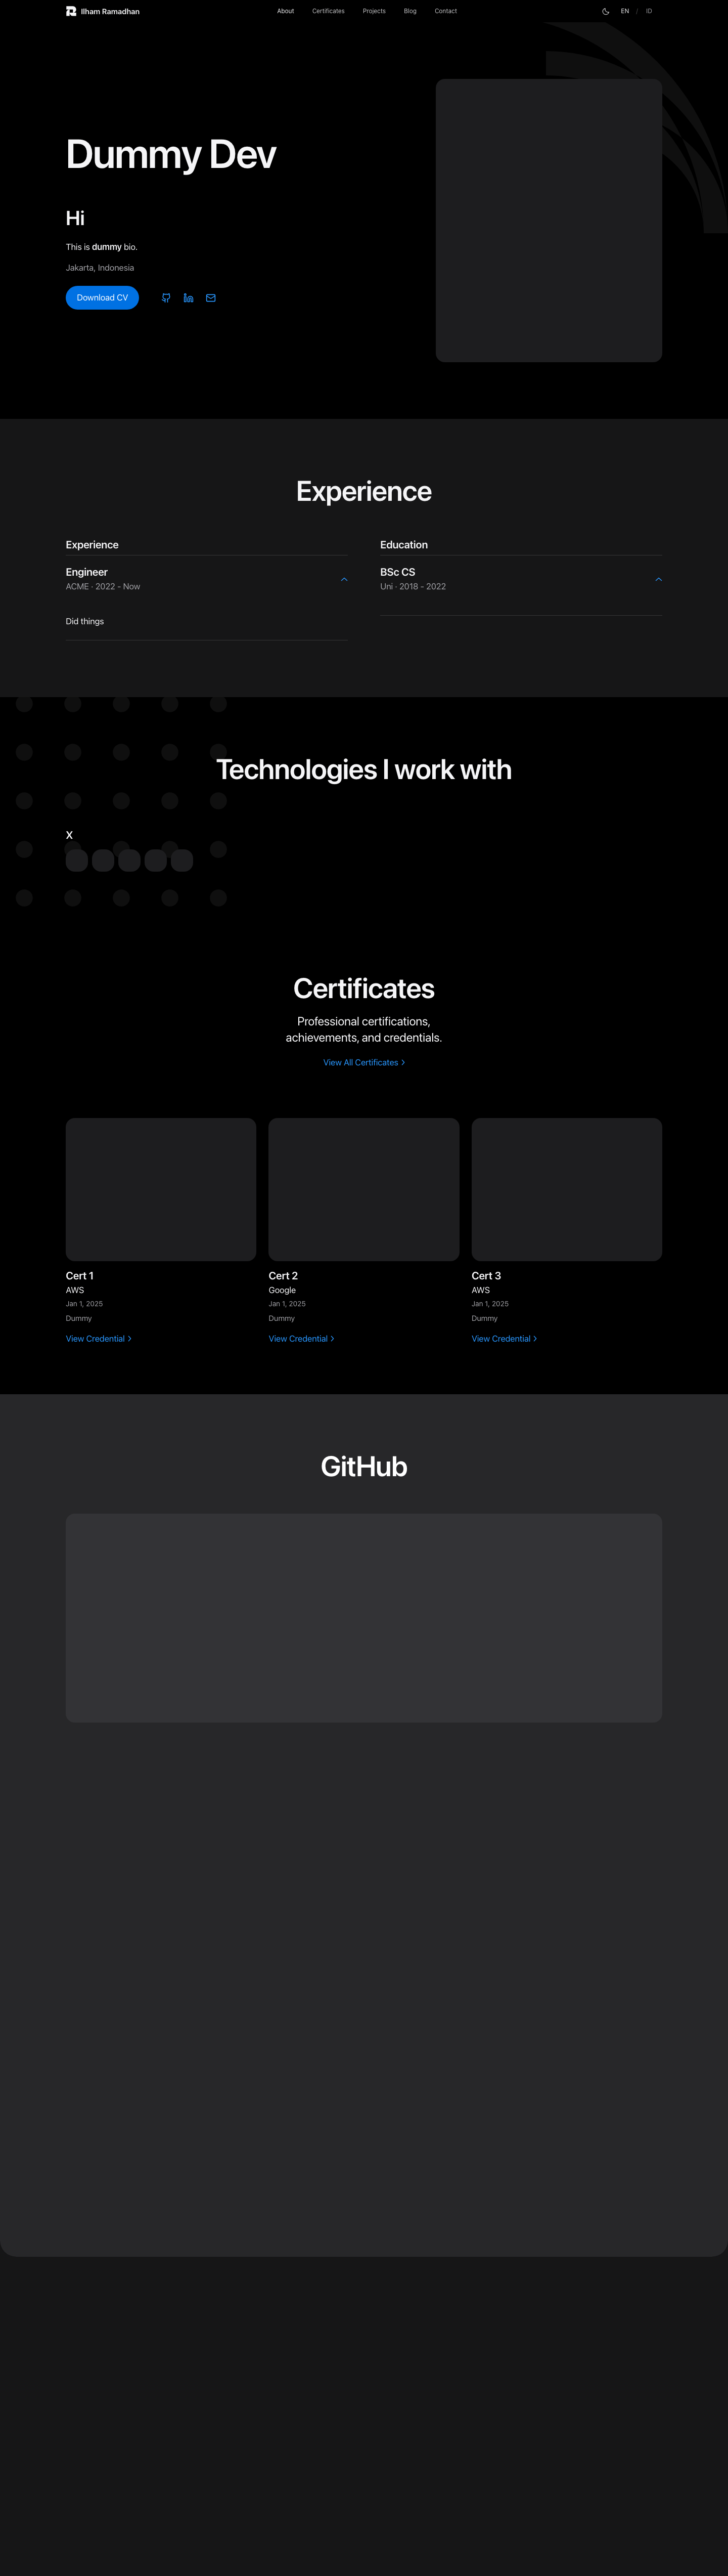 Ilham Ramadhan
About
Certificates
Projects
Blog
Contact
EN / ID
Dummy Dev
Hi
This is dummy bio.
Jakarta, Indonesia
Download CV
Experience
Experience
Engineer
ACME · 2022 - Now
Did things
Education
BSc CS
Uni · 2018 - 2022
Technologies I work with
X
Certificates
Professional certifications,
achievements, and credentials.
View All Certificates
Cert 1
AWS
Jan 1, 2025
Dummy
View Credential
Cert 2
Google
Jan 1, 2025
Dummy
View Credential
Cert 3
AWS
Jan 1, 2025
Dummy
View Credential
GitHub